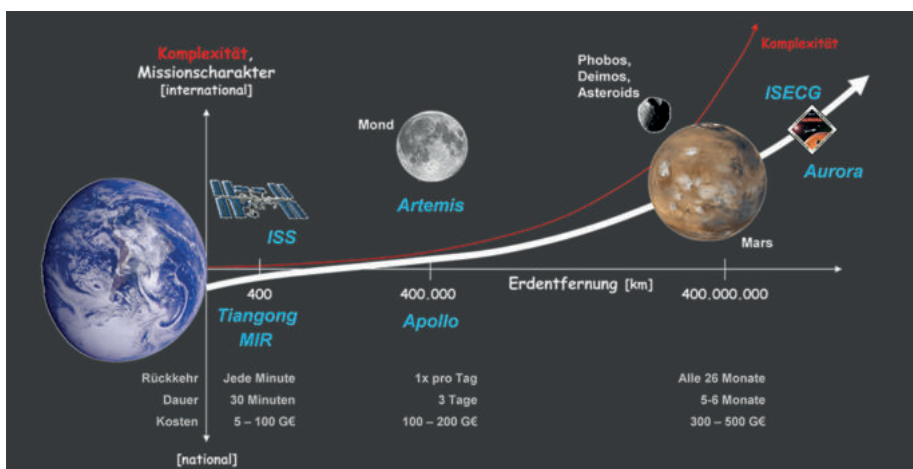 Komplexität,
Missionscharakter
[international]
Komplexität
Phobos,
Deimos,
Asteroids
ISECG
Mond
Aurora
Artemis
ISS
Mars
Erdentfernung [km]
400
400.000
400.000.000
Tiangong
MIR
Apollo
Rückkehr Jede Minute 1x pro Tag Alle 26 Monate
Dauer 30 Minuten 3 Tage 5-6 Monate
Kosten 5 – 100 G€ 100 – 200 G€ 300 – 500 G€
[national]